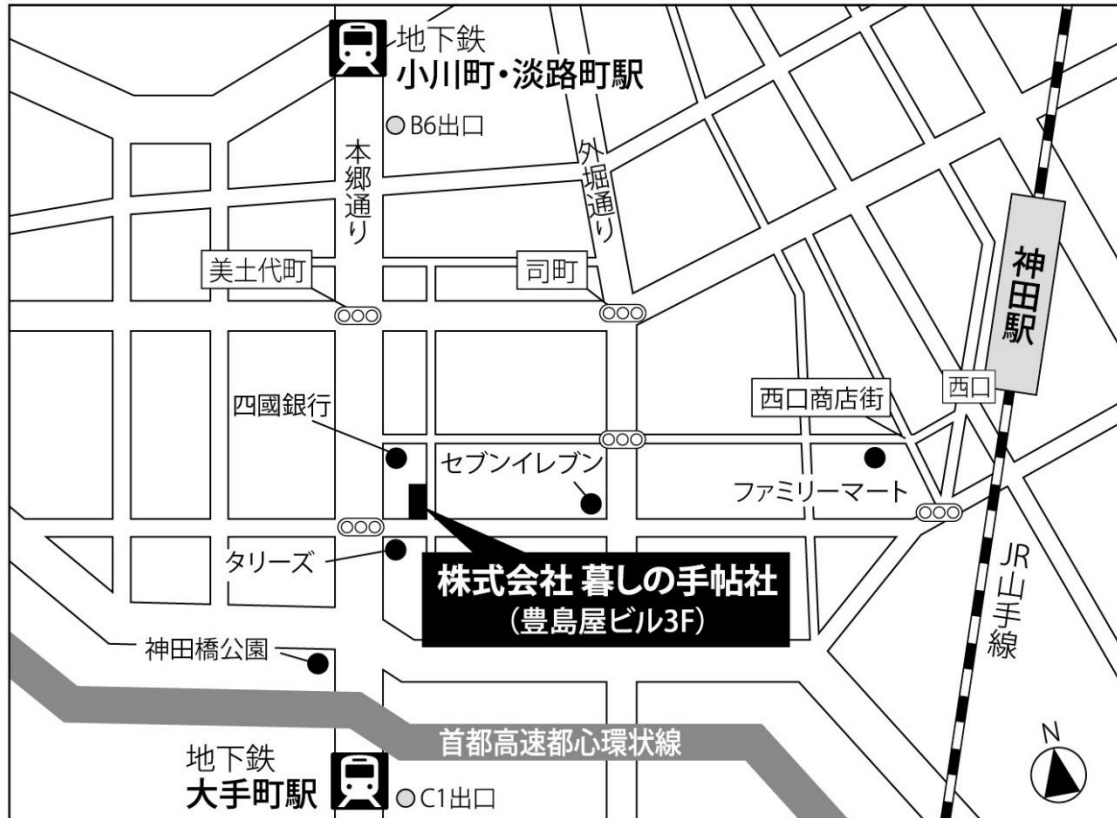 地下鉄
小川町・淡路町駅
B6出口
本郷通り
外堀通り
美土代町
司町
神田駅
西口
西口商店街
四國銀行
セブンイレブン
ファミリーマート
タリーズ
株式会社 暮しの手帖社
(豊島屋ビル3F)
JR山手線
神田橋公園
首都高速都心環状線
地下鉄
大手町駅
C1出口
N